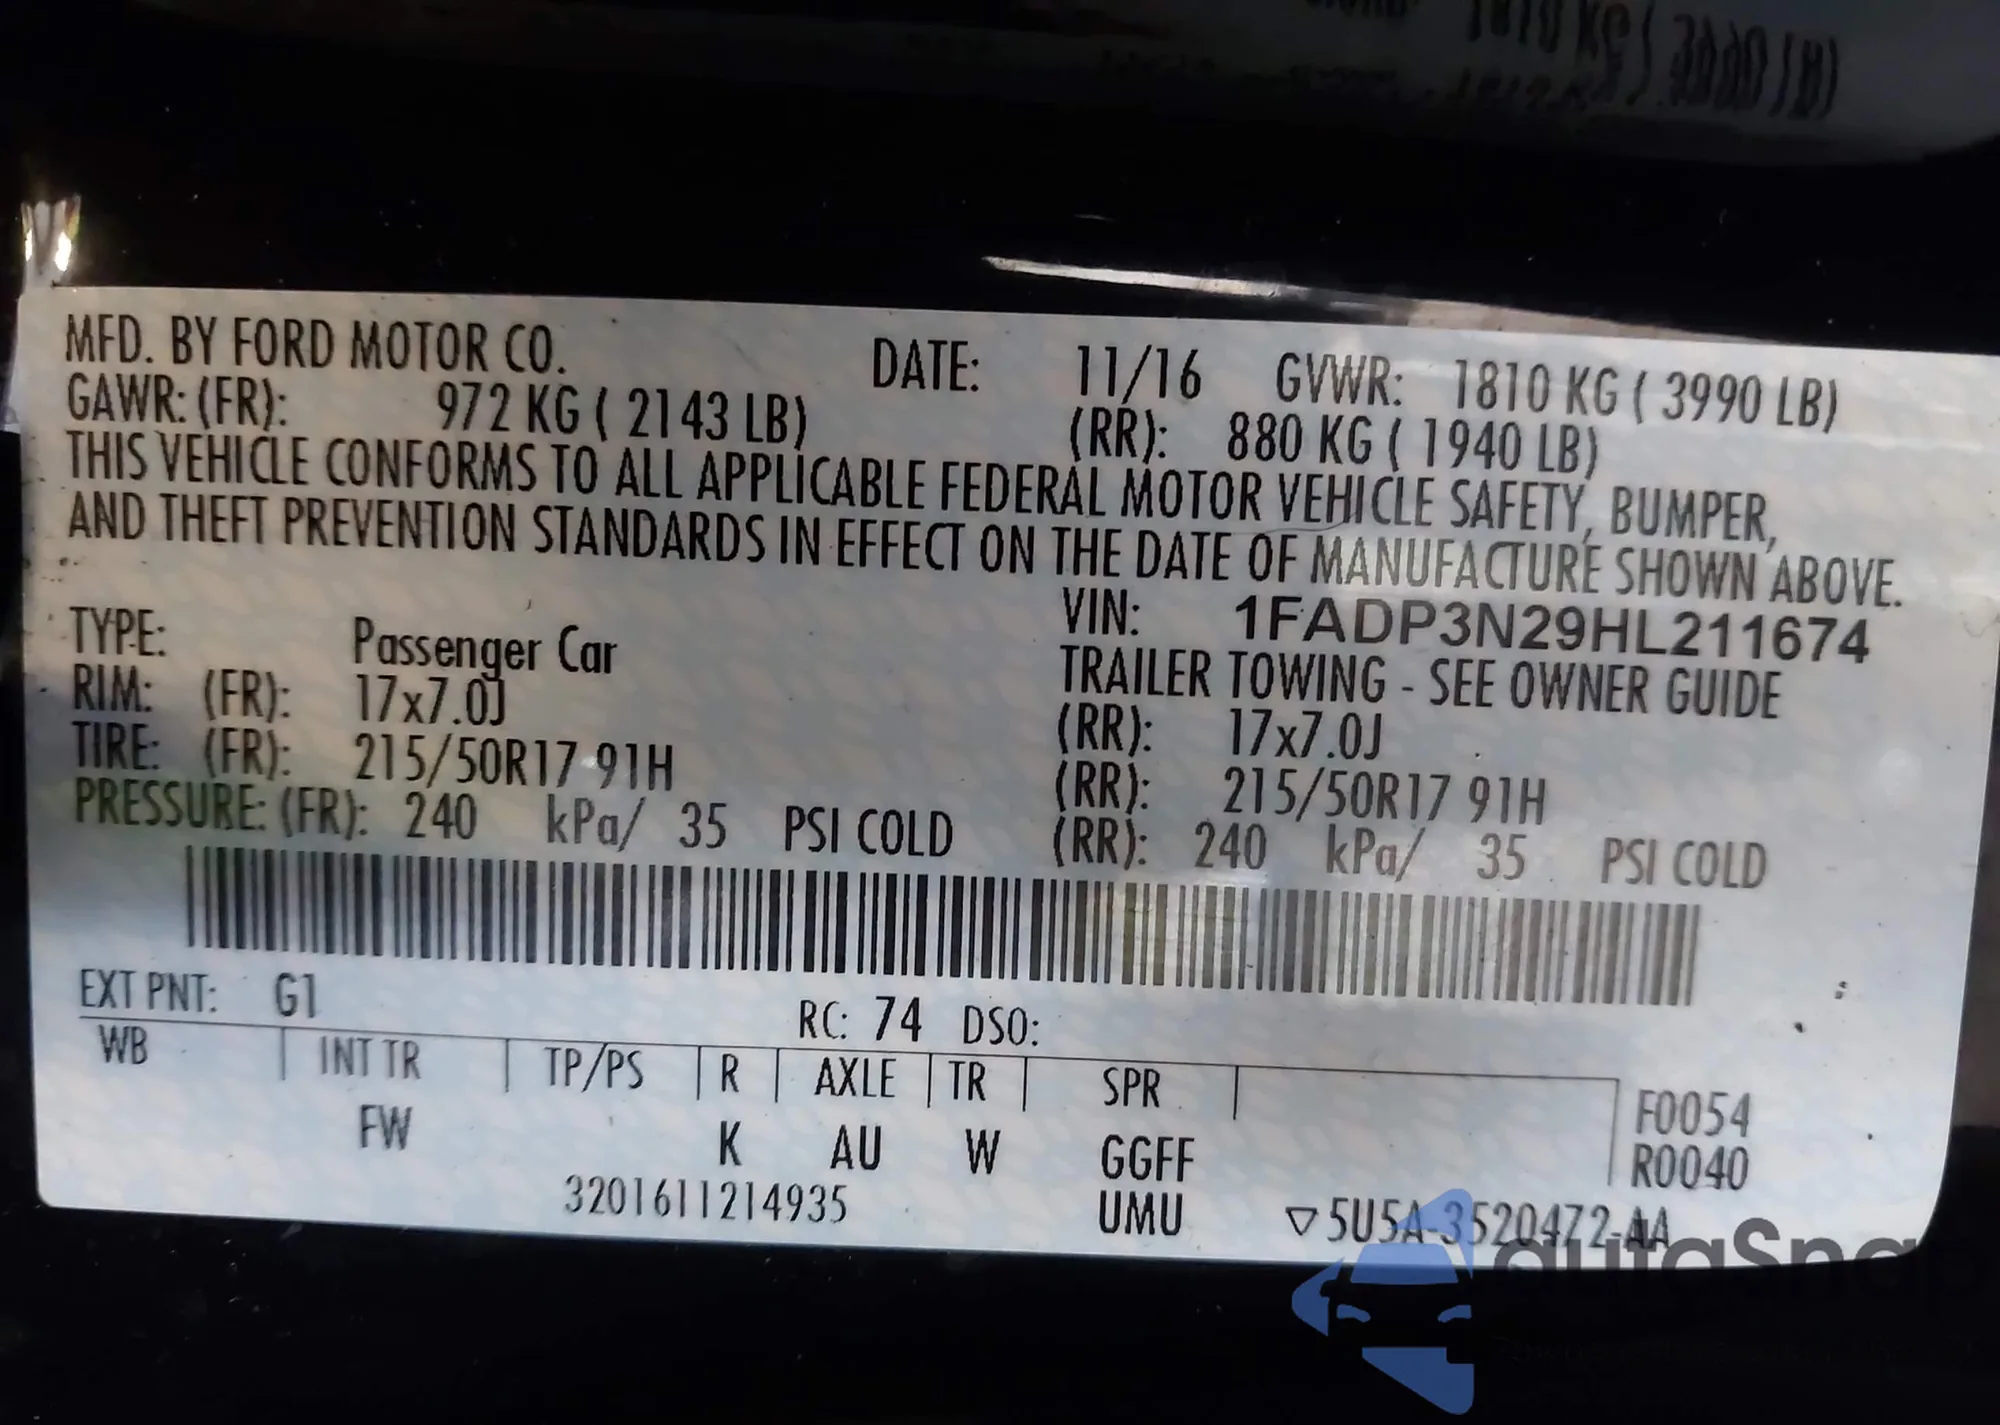 MFD. BY FORD MOTOR CO. DATE: 11/16 GVWR: 1810 KG ( 3990 LB)
GAWR: (FR): 972 KG ( 2143 LB) (RR): 880 KG ( 1940 LB)
THIS VEHICLE CONFORMS TO ALL APPLICABLE FEDERAL MOTOR VEHICLE SAFETY, BUMPER,
AND THEFT PREVENTION STANDARDS IN EFFECT ON THE DATE OF MANUFACTURE SHOWN ABOVE.
VIN: 1FADP3N29HL211674
TYPE: Passenger Car TRAILER TOWING - SEE OWNER GUIDE
RIM: (FR): 17x7.0J (RR): 17x7.0J
TIRE: (FR): 215/50R17 91H (RR): 215/50R17 91H
PRESSURE: (FR): 240 kPa/ 35 PSI COLD (RR): 240 kPa/ 35 PSI COLD
EXT PNT: G1 RC: 74 DSO:
WB INT TR TP/PS R AXLE TR SPR F0054
FW K AU W GGFF R0040
3201611214935 UMU ▽5U5A-3520472-AA